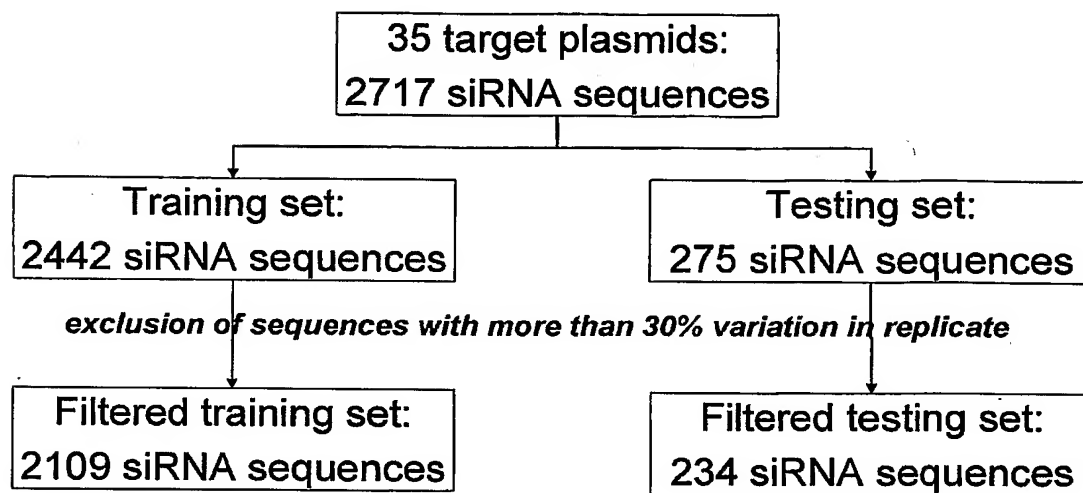 35 target plasmids:
2717 siRNA sequences
Training set:
2442 siRNA sequences
Testing set:
275 siRNA sequences
exclusion of sequences with more than 30% variation in replicate
Filtered training set:
2109 siRNA sequences
Filtered testing set:
234 siRNA sequences